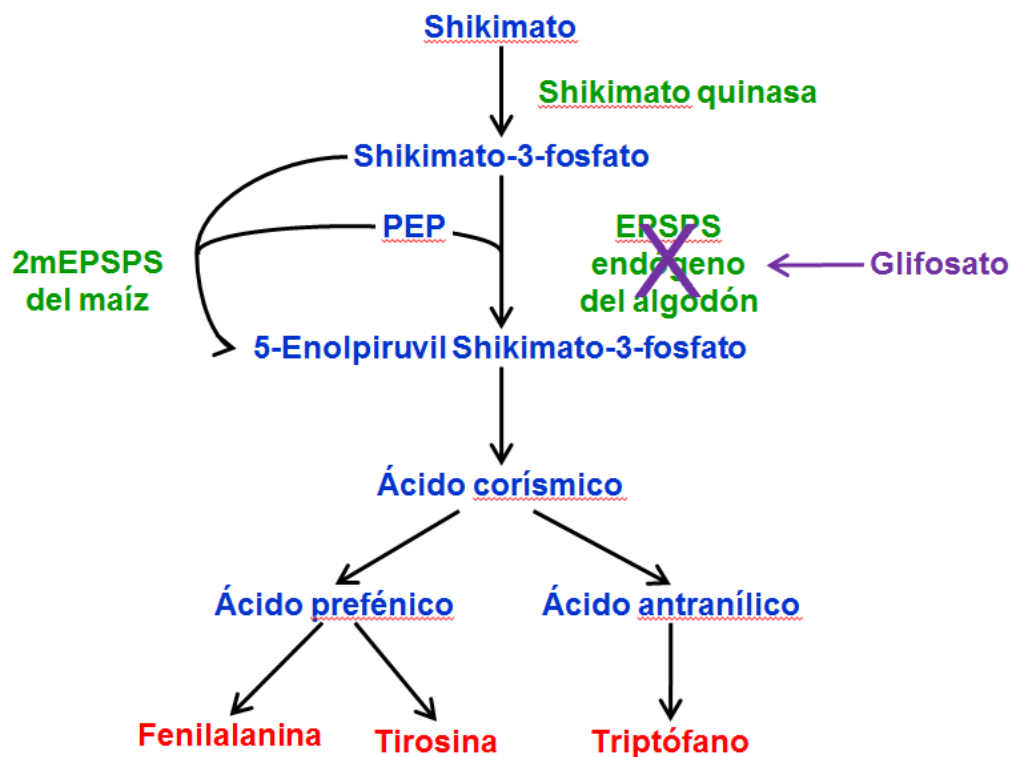 Shikimato
Shikimato quinasa
Shikimato-3-fosfato
PEP
2mEPSPS
del maíz
EPSPS
endógeno
del algodón
Glifosato
5-Enolpiruvil Shikimato-3-fosfato
Ácido corísmico
Ácido prefénico
Ácido antranílico
Fenilalanina
Tirosina
Triptófano